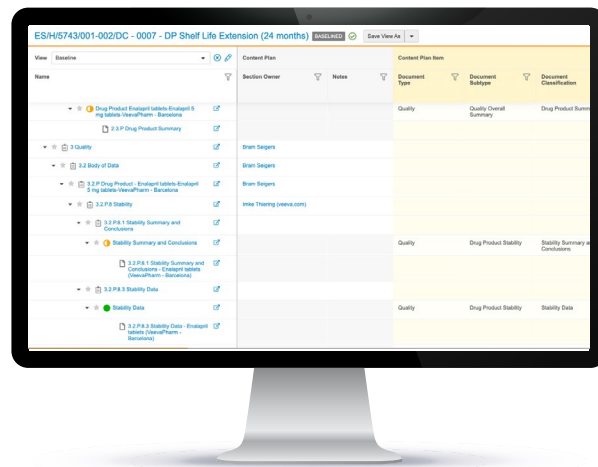 ES/H/5743/001-002/DC - 0007 - DP Shelf Life Extension (24 months) BASELINED Save View As
View Baseline Content Plan Content Plan Item
Name Section Owner Notes Document Type Document Subtype Document Classification
Drug Product Enalapril tablets-Enalapril 5 Quality Quality Overall Drug Product Summ
mg tablets-VeevaPharm - Barcelona Summary
2.3.P Drug Product Summary
3 Quality Bram Seigers
3.2 Body of Data Bram Seigers
3.2.P Drug Product - Enalapril tablets-Enalapril Bram Seigers
5 mg tablets-VeevaPharm - Barcelona
3.2.P.8 Stability Imke Thiering (veeva.com)
3.2.P.8.1 Stability Summary and
Conclusions
Stability Summary and Conclusions Quality Drug Product Stability Stability Summary a
Conclusions
3.2.P.8.1 Stability Summary and
Conclusions - Enalapril tablets
(VeevaPharm - Barcelona)
3.2.P.8.3 Stability Data
Stability Data Quality Drug Product Stability Stability Data
3.2.P.8.3 Stability Data - Enalapril
tablets (VeevaPharm -
Barcelona)